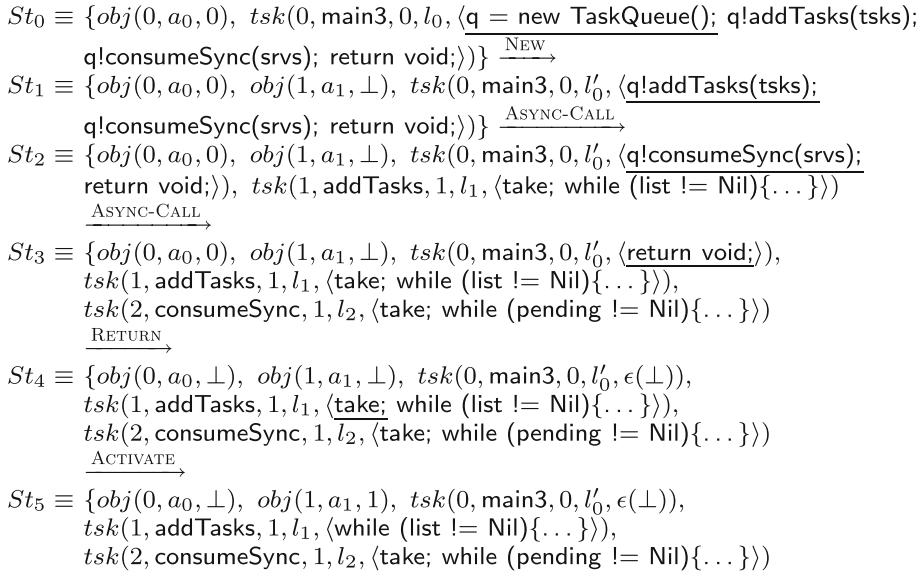 St₀ ≡ {obj(0, a₀, 0), tsk(0, main3, 0, l₀, ⟨q = new TaskQueue(); q!addTasks(tsks);
q!consumeSync(srvs); return void;⟩)} NEW ⟶
St₁ ≡ {obj(0, a₀, 0), obj(1, a₁, ⊥), tsk(0, main3, 0, l′₀, ⟨q!addTasks(tsks);
q!consumeSync(srvs); return void;⟩)} ASYNC-CALL ⟶
St₂ ≡ {obj(0, a₀, 0), obj(1, a₁, ⊥), tsk(0, main3, 0, l′₀, ⟨q!consumeSync(srvs);
return void;⟩), tsk(1, addTasks, 1, l₁, ⟨take; while (list != Nil){...}⟩)
ASYNC-CALL ⟶
St₃ ≡ {obj(0, a₀, 0), obj(1, a₁, ⊥), tsk(0, main3, 0, l′₀, ⟨return void;⟩),
tsk(1, addTasks, 1, l₁, ⟨take; while (list != Nil){...}⟩),
tsk(2, consumeSync, 1, l₂, ⟨take; while (pending != Nil){...}⟩)
RETURN ⟶
St₄ ≡ {obj(0, a₀, ⊥), obj(1, a₁, ⊥), tsk(0, main3, 0, l′₀, ϵ(⊥)),
tsk(1, addTasks, 1, l₁, ⟨take; while (list != Nil){...}⟩),
tsk(2, consumeSync, 1, l₂, ⟨take; while (pending != Nil){...}⟩)
ACTIVATE ⟶
St₅ ≡ {obj(0, a₀, ⊥), obj(1, a₁, 1), tsk(0, main3, 0, l′₀, ϵ(⊥)),
tsk(1, addTasks, 1, l₁, ⟨while (list != Nil){...}⟩),
tsk(2, consumeSync, 1, l₂, ⟨take; while (pending != Nil){...}⟩)